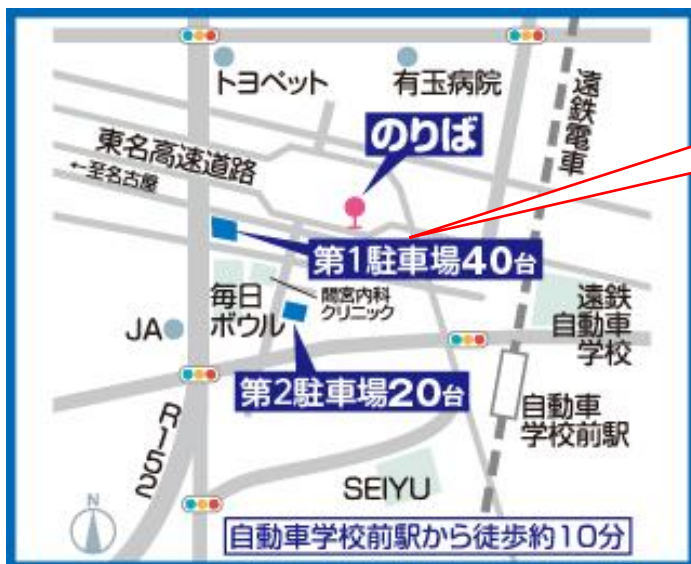 トヨペット
有玉病院
遠鉄電車
のりば
東名高速道路
←至名古屋
第1駐車場40台
毎日
ボウル
間宮内科
クリニック
遠鉄
自動車
学校
JA
第2駐車場20台
自動車
学校前駅
R152
SEIYU
N
自動車学校前駅から徒歩約10分